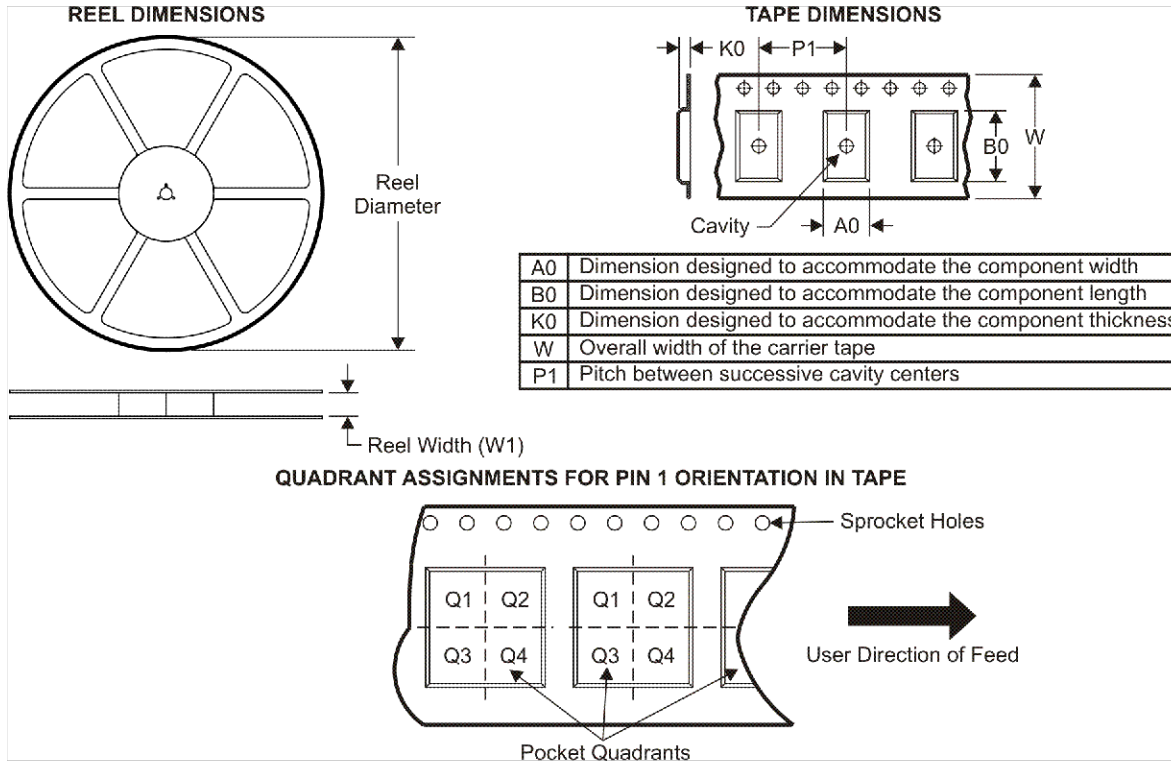 REEL DIMENSIONS
Reel
Diameter
Reel Width (W1)
TAPE DIMENSIONS
K0
P1
B0
W
Cavity
A0
A0 Dimension designed to accommodate the component width
B0 Dimension designed to accommodate the component length
K0 Dimension designed to accommodate the component thickness
W Overall width of the carrier tape
P1 Pitch between successive cavity centers
QUADRANT ASSIGNMENTS FOR PIN 1 ORIENTATION IN TAPE
Sprocket Holes
Q1 Q2 Q1 Q2
Q3 Q4 Q3 Q4
User Direction of Feed
Pocket Quadrants